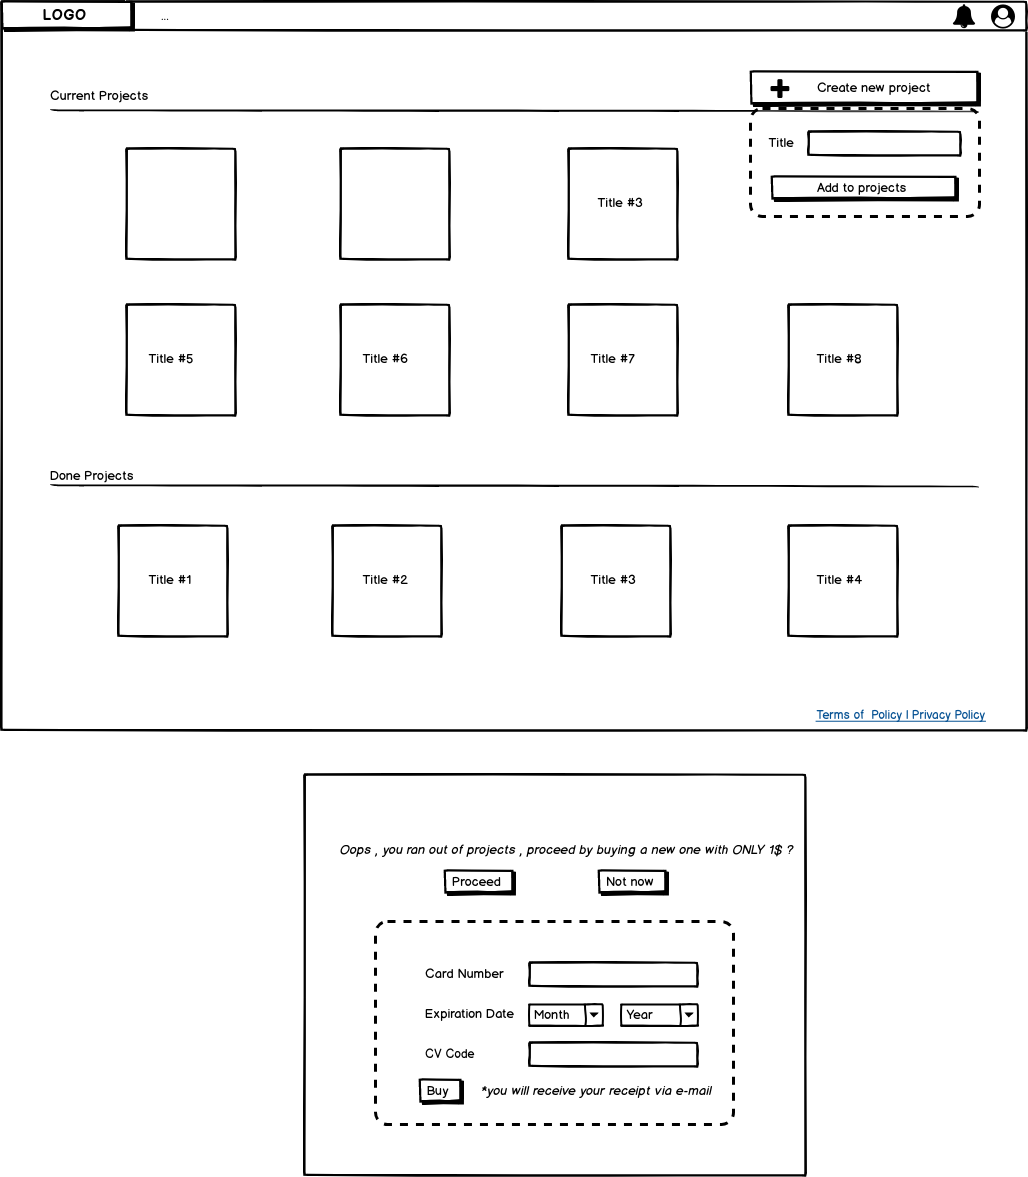 LOGO
...
Create new project
Current Projects
Title
Add to projects
Title #3
Title #5
Title #6
Title #7
Title #8
Done Projects
Title #1
Title #2
Title #3
Title #4
Terms of  Policy | Privacy Policy
Oops , you ran out of projects , proceed by buying a new one with ONLY 1$ ?
Proceed
Not now
Card Number
Expiration Date
Month
Year
CV Code
Buy
*you will receive your receipt via e-mail